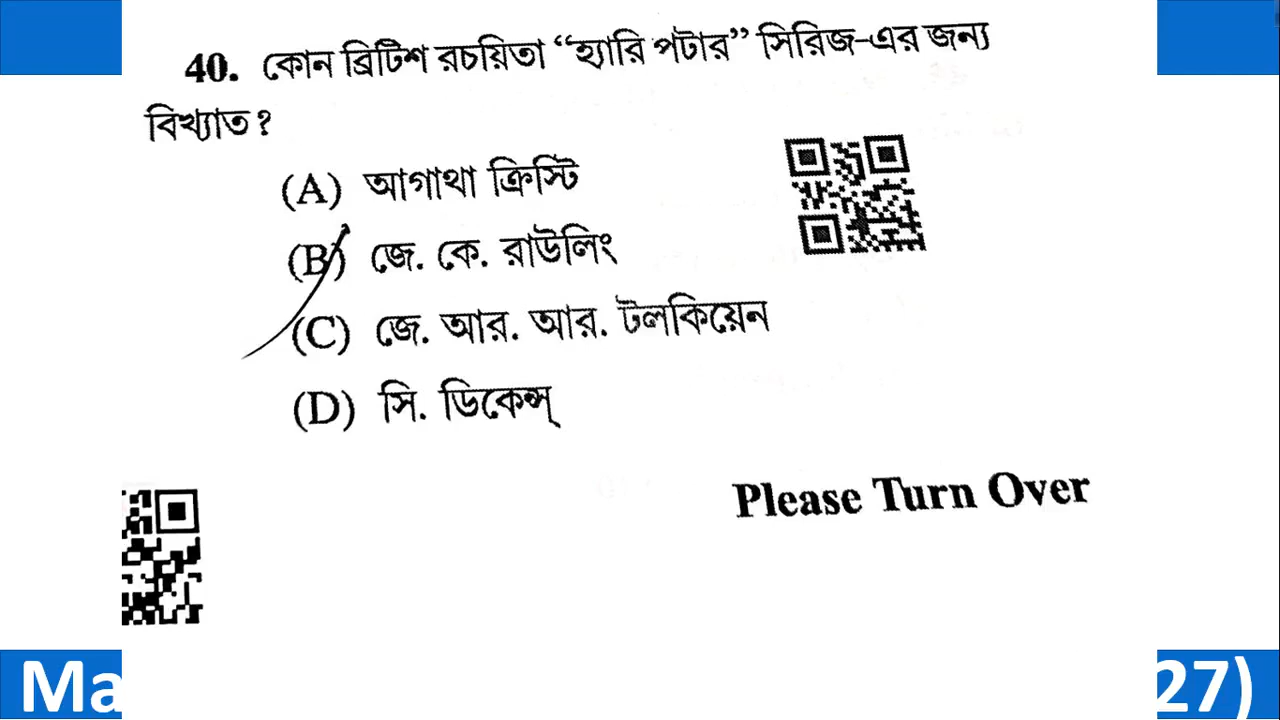 40. কোন ব্রিটিশ রচয়িতা “হ্যারি পটার” সিরিজ-এর জন্য
বিখ্যাত ?
(A) আগাথা ক্রিস্টি
(B) জে. কে. রাউলিং
(C) জে. আর. আর. টলকিয়েন
(D) সি. ডিকেন্স্
Please Turn Over
Ma 27)